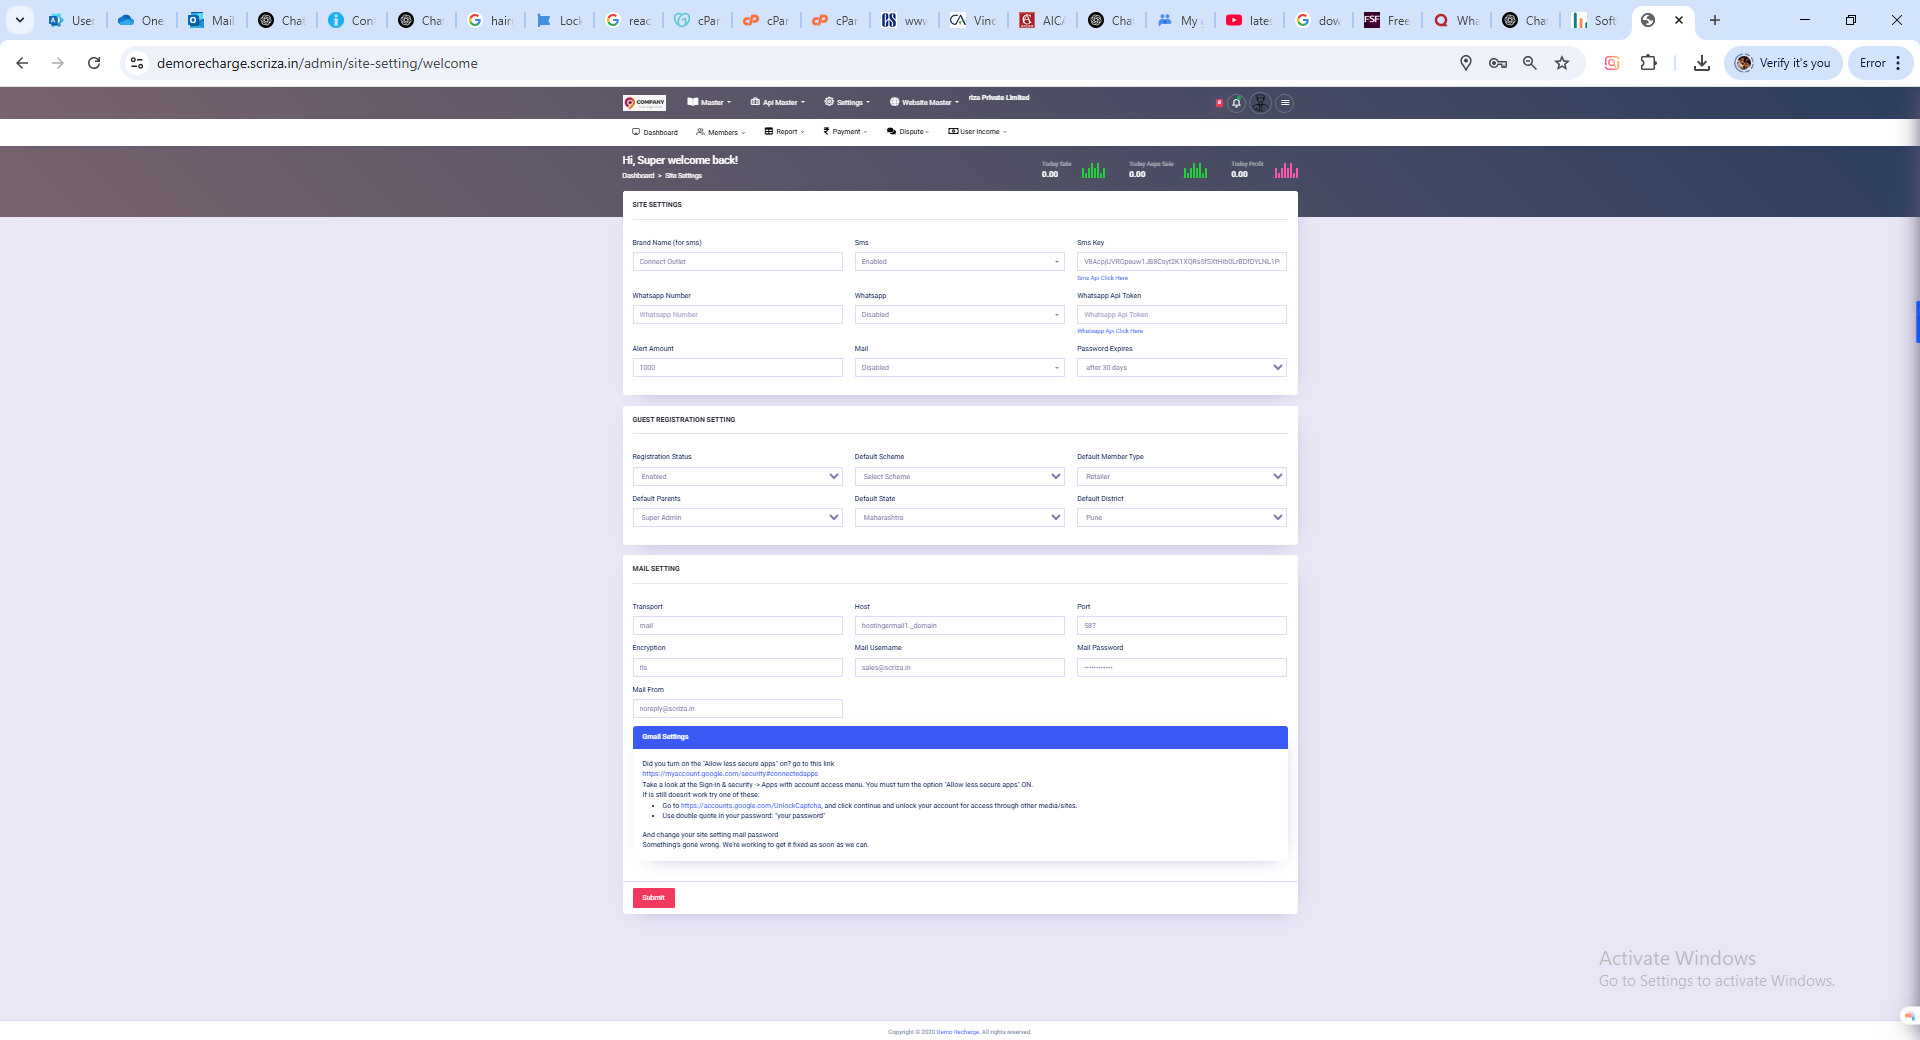 User
One
Mail
Chat
Con
Chat
hair
Lock
reac
cPar
cPar
cPar
www
Vinc
AICA
Chat
My
late
dow
Free
Wha
Chat
Soft
demorecharge.scriza.in/admin/site-setting/welcome
Verify it's you
Error
COMPANY
Master
Api Master
Settings
Website Master
riza Private Limited
Dashboard
Members
Report
Payment
Dispute
User Income
Hi, Super welcome back!
Dashboard > Site Settings
Today Sale
0.00
Today Aeps Sale
0.00
Today Profit
0.00
SITE SETTINGS
Brand Name (for sms)
Sms
Sms Key
Connect Outlet
Enabled
Sms Api Click Here
Whatsapp Number
Whatsapp
Whatsapp Api Token
Whatsapp Number
Disabled
Whatsapp Api Token
Whatsapp Api Click Here
Alert Amount
Mail
Password Expires
1000
Disabled
after 30 days
GUEST REGISTRATION SETTING
Registration Status
Default Scheme
Default Member Type
Enabled
Select Scheme
Retailer
Default Parents
Default State
Default District
Super Admin
Maharashtra
Pune
MAIL SETTING
Transport
Host
Port
mail
hostingermail1._domain
587
Encryption
Mail Username
Mail Password
tls
sales@scriza.in
Mail From
noreply@scriza.in
Gmail Settings
Did you turn on the "Allow less secure apps" on? go to this link
https://myaccount.google.com/security#connectedapps
Take a look at the Sign-in & security -> Apps with account access menu. You must turn the option "Allow less secure apps" ON.
If is still doesn't work try one of these:
Go to https://accounts.google.com/UnlockCaptcha, and click continue and unlock your account for access through other media/sites.
Use double quote in your password: "your password"
And change your site setting mail password
Something's gone wrong. We're working to get it fixed as soon as we can.
Submit
Activate Windows
Go to Settings to activate Windows.
Copyright © 2020 Demo Recharge. All rights reserved.